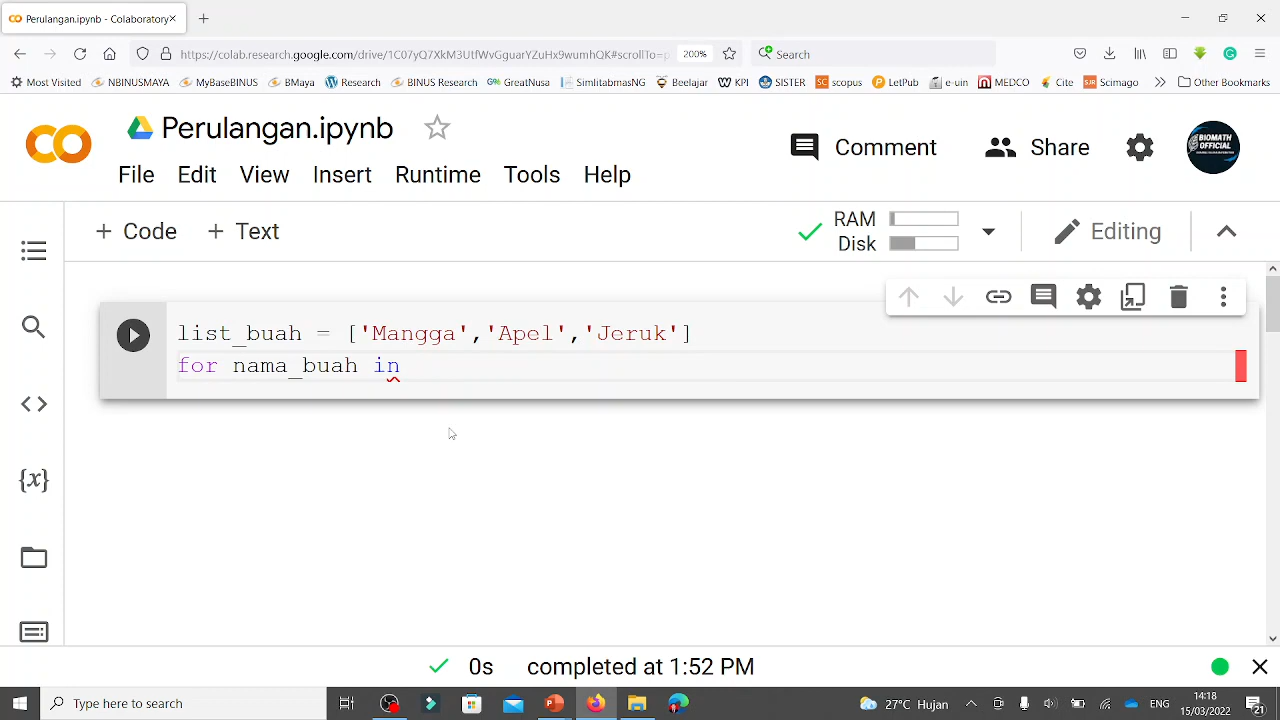 Perulangan.ipynb - Colaboratory
https://colab.research.google.com/drive/1C07yQ7XkM3UtfWvGguarYZuHx9wumhQK#scrollTo=p
200%
Search
Most Visited
NBINUSMAYA
MyBaseBINUS
BMaya
Research
BINUS Research
GreatNusa
SimlitabmasNG
Beelajar
KPI
SISTER
scopus
LetPub
e-uin
MEDCO
Cite
Scimago
Other Bookmarks
Perulangan.ipynb
Comment
Share
BIOMATH
OFFICIAL
File Edit View Insert Runtime Tools Help
+ Code + Text
RAM
Disk
Editing
list_buah = ['Mangga','Apel','Jeruk']
for nama_buah in
{x}
0s completed at 1:52 PM
Type here to search
27°C Hujan
ENG
14:18
15/03/2022
21